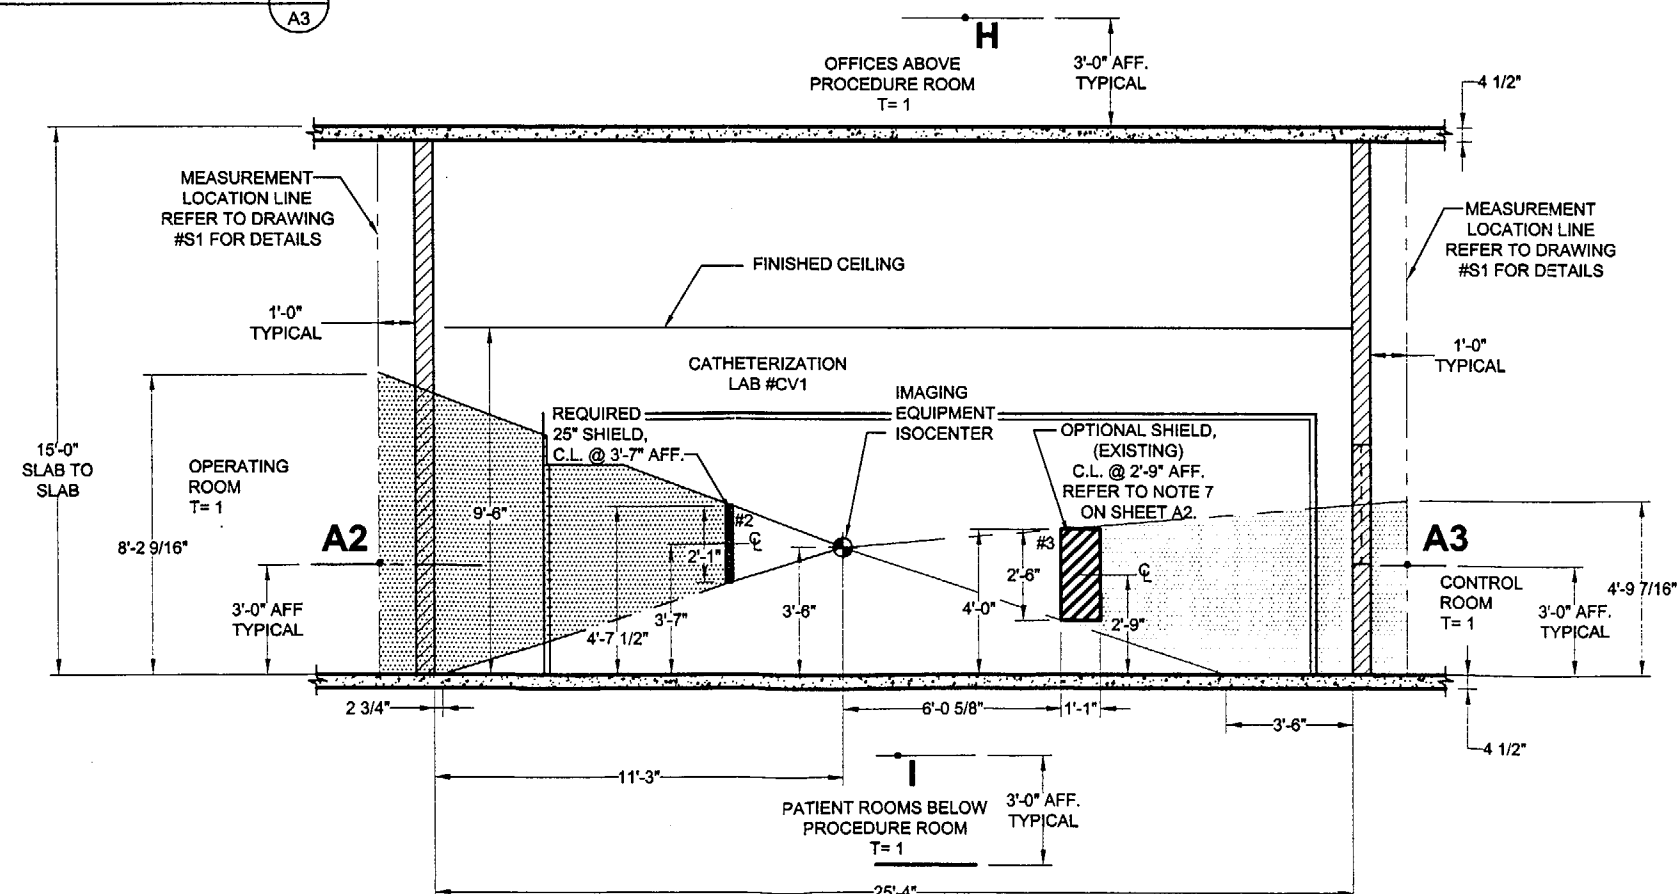 A3
H
OFFICES ABOVE
PROCEDURE ROOM
T= 1
3'-0" AFF.
TYPICAL
4 1/2"
MEASUREMENT
LOCATION LINE
REFER TO DRAWING
#S1 FOR DETAILS
MEASUREMENT
LOCATION LINE
REFER TO DRAWING
#S1 FOR DETAILS
FINISHED CEILING
1'-0"
TYPICAL
1'-0"
TYPICAL
CATHETERIZATION
LAB #CV1
IMAGING
EQUIPMENT
ISOCENTER
REQUIRED
25" SHIELD,
C.L. @ 3'-7" AFF.
OPTIONAL SHIELD,
(EXISTING)
C.L. @ 2'-9" AFF.
REFER TO NOTE 7
ON SHEET A2.
15'-0"
SLAB TO
SLAB
OPERATING
ROOM
T= 1
9'-6"
8'-2 9/16"
A2
#2
2'-1"
CL
#3
2'-6"
CL
A3
CONTROL
ROOM
T= 1
4'-9 7/16"
3'-0" AFF
TYPICAL
4'-7 1/2"
3'-7"
3'-6"
4'-0"
2'-9"
3'-0" AFF.
TYPICAL
2 3/4"
6'-0 5/8"
1'-1"
3'-6"
4 1/2"
11'-3"
I
PATIENT ROOMS BELOW
PROCEDURE ROOM
T= 1
3'-0" AFF.
TYPICAL
25'-4"